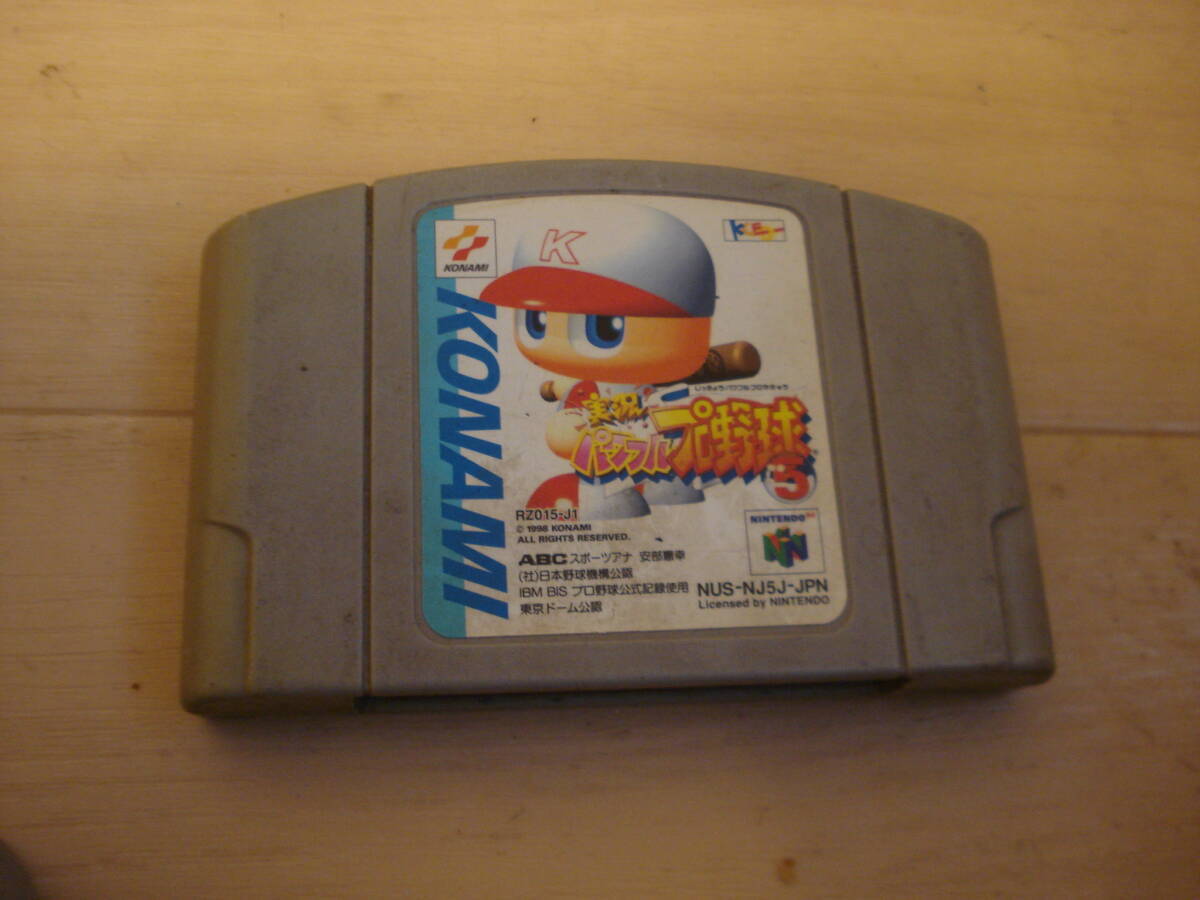 KONAMI
K
KONAMI
じっきょうパワフルプロやきゅう
実況
パワフル
プロ野球
5
RZ015-J1
© 1998 KONAMI
ALL RIGHTS RESERVED.
ABC スポーツアナ 安部憲幸
(社)日本野球機構公認
IBM BIS プロ野球公式記録使用
東京ドーム公認
NINTENDO 64
NUS-NJ5J-JPN
Licensed by NINTENDO